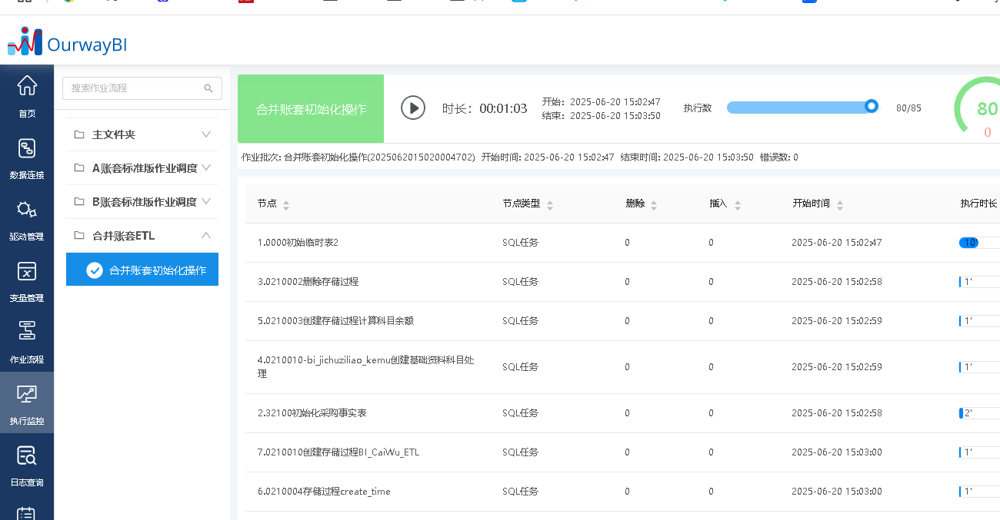 OurwayBI
首页
数据连接
驱动管理
变量管理
作业流程
执行监控
日志查询
搜索作业流程
主文件夹
A账套标准版作业调度
B账套标准版作业调度
合并账套ETL
合并账套初始化操作
合并账套初始化操作
时长: 00:01:03
开始: 2025-06-20 15:02:47
结束: 2025-06-20 15:03:50
执行数
80/85
80
0
作业批次: 合并账套初始化操作(2025062015020004702) 开始时间: 2025-06-20 15:02:47 结束时间: 2025-06-20 15:03:50 错误数: 0
节点 节点类型 删除 插入 开始时间 执行时长
1.0000初始临时表2 SQL任务 0 0 2025-06-20 15:02:47 10
3.0210002删除存储过程 SQL任务 0 0 2025-06-20 15:02:58 1'
5.0210003创建存储过程计算科目余额 SQL任务 0 0 2025-06-20 15:02:59 1'
4.0210010-bi_jichuziliao_kemu创建基础资料科目处
理 SQL任务 0 0 2025-06-20 15:02:59 1'
2.32100初始化采购事实表 SQL任务 0 0 2025-06-20 15:02:58 2'
7.0210010创建存储过程BI_CaiWu_ETL SQL任务 0 0 2025-06-20 15:03:00 1'
6.0210004存储过程create_time SQL任务 0 0 2025-06-20 15:03:00 1'